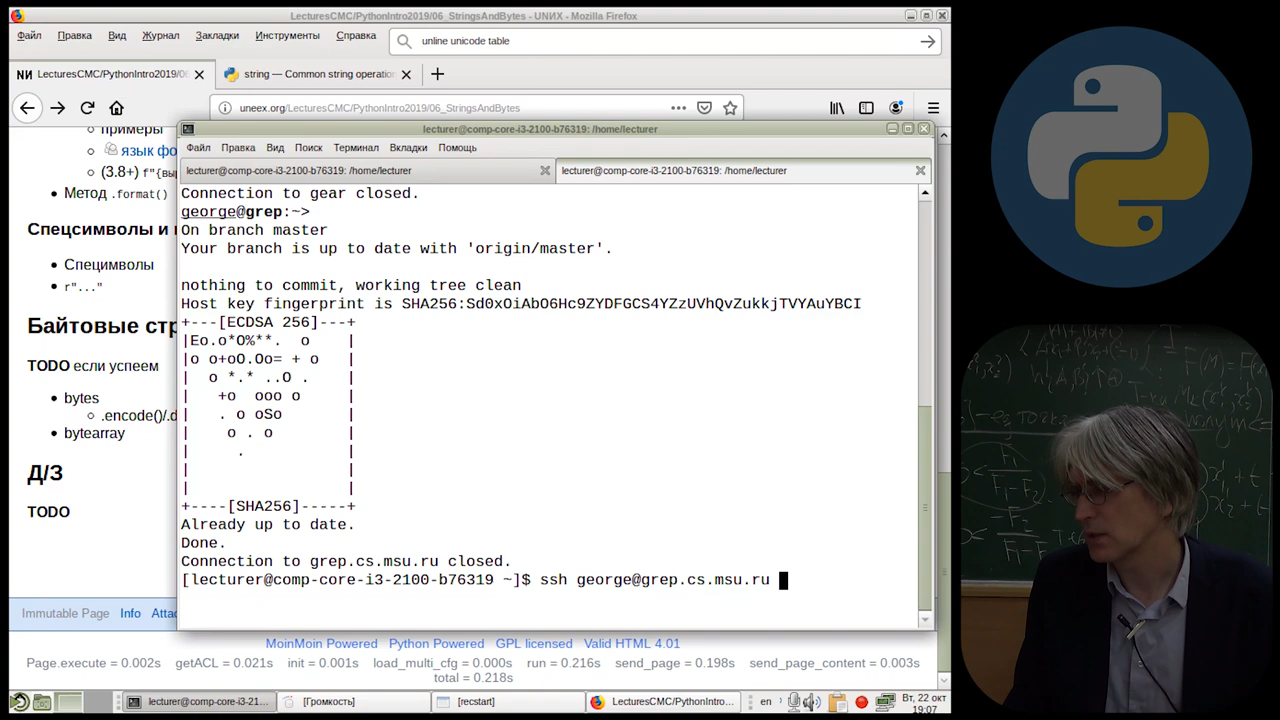 LecturesCMC/PythonIntro2019/06_StringsAndBytes - UNИX - Mozilla Firefox
Файл Правка Вид Журнал Закладки Инструменты Справка
unline unicode table
LecturesCMC/PythonIntro2019/06
string — Common string operatio
uneex.org/LecturesCMC/PythonIntro2019/06_StringsAndBytes
примеры
язык фо
(3.8+) f"{выр
Метод .format()
Спецсимволы и
Специмволы
r"..."
Байтовые стр
TODO если успеем
bytes
.encode()/.d
bytearray
Д/З
TODO
lecturer@comp-core-i3-2100-b76319: /home/lecturer
Файл Правка Вид Поиск Терминал Вкладки Помощь
lecturer@comp-core-i3-2100-b76319: /home/lecturer
lecturer@comp-core-i3-2100-b76319: /home/lecturer
Connection to gear closed.
george@grep:~>
On branch master
Your branch is up to date with 'origin/master'.
nothing to commit, working tree clean
Host key fingerprint is SHA256:Sd0xOiAbO6Hc9ZYDFGCS4YZzUVhQvZukkjTVYAuYBCI
+---[ECDSA 256]---+
|Eo.o*O%**.  o    |
|o o+oO.Oo= + o   |
|  o *.* ..O .    |
|   +o  ooo o     |
|   . o oSo       |
|    o . o        |
|     .           |
|                 |
|                 |
+----[SHA256]-----+
Already up to date.
Done.
Connection to grep.cs.msu.ru closed.
[lecturer@comp-core-i3-2100-b76319 ~]$ ssh george@grep.cs.msu.ru
Immutable Page Info Attac
MoinMoin Powered Python Powered GPL licensed Valid HTML 4.01
Page.execute = 0.002s getACL = 0.021s init = 0.001s load_multi_cfg = 0.000s run = 0.216s send_page = 0.198s send_page_content = 0.003s
total = 0.218s
lecturer@comp-core-i3-21... [Громкость] [recstart] LecturesCMC/PythonIntro... en Вт, 22 окт
19:07